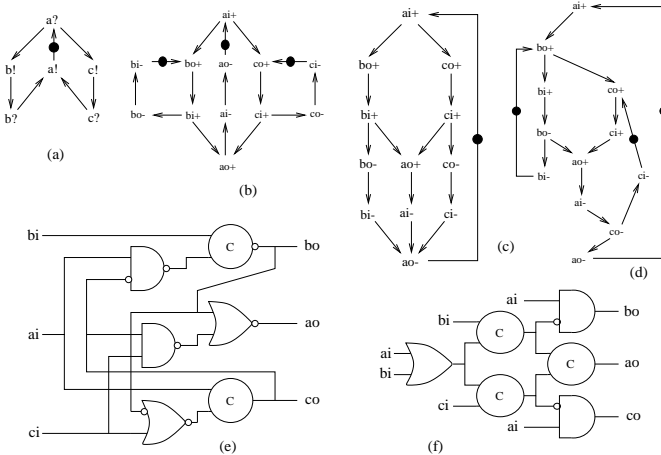 a?
b! a! c!
b? c?
(a)
ai+
bi- bo+ ao- co+ ci-
bo- bi+ ai- ci+ co-
ao+
(b)
ai+
bo+ co+
bi+ ci+
bo- ao+ co-
bi- ai- ci-
ao-
(c)
ai+
bo+
bi+ co+
bo- ci+
ao+
bi- ci-
ai-
co-
ao-
(d)
bi C bo
ai ao
C co
ci
(e)
ai
bi C bo
ai
bi C ao
ci C
ai co
(f)